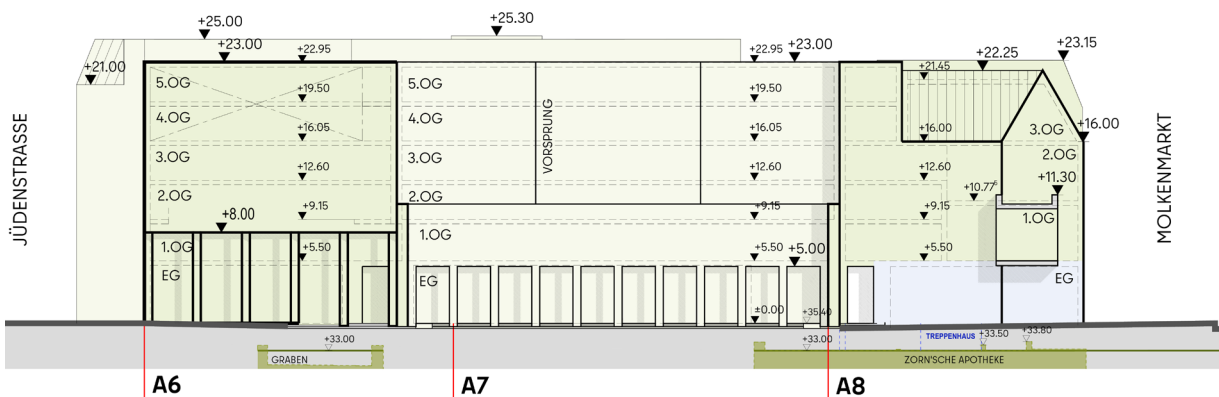 +25.30
+25.00
+23.00
+22.95
+22.95
+23.00
+23.15
+22.25
+21.45
+21.00
5.OG
5.OG
+19.50
+19.50
4.OG
4.OG
VORSPRUNG
+16.05
+16.05
+16.00
3.OG
+16.00
3.OG
3.OG
2.OG
+12.60
+12.60
+12.60
2.OG
2.OG
+10.77⁵
+11.30
+8.00
+9.15
+9.15
+9.15
1.OG
1.OG
1.OG
+5.50
+5.50
+5.00
+5.50
EG
EG
EG
±0.00
+35.40
JÜDENSTRASSE
MOLKENMARKT
TREPPENHAUS
+33.00
+33.00
+33.50
+33.80
GRABEN
ZORN'SCHE APOTHEKE
A6
A7
A8